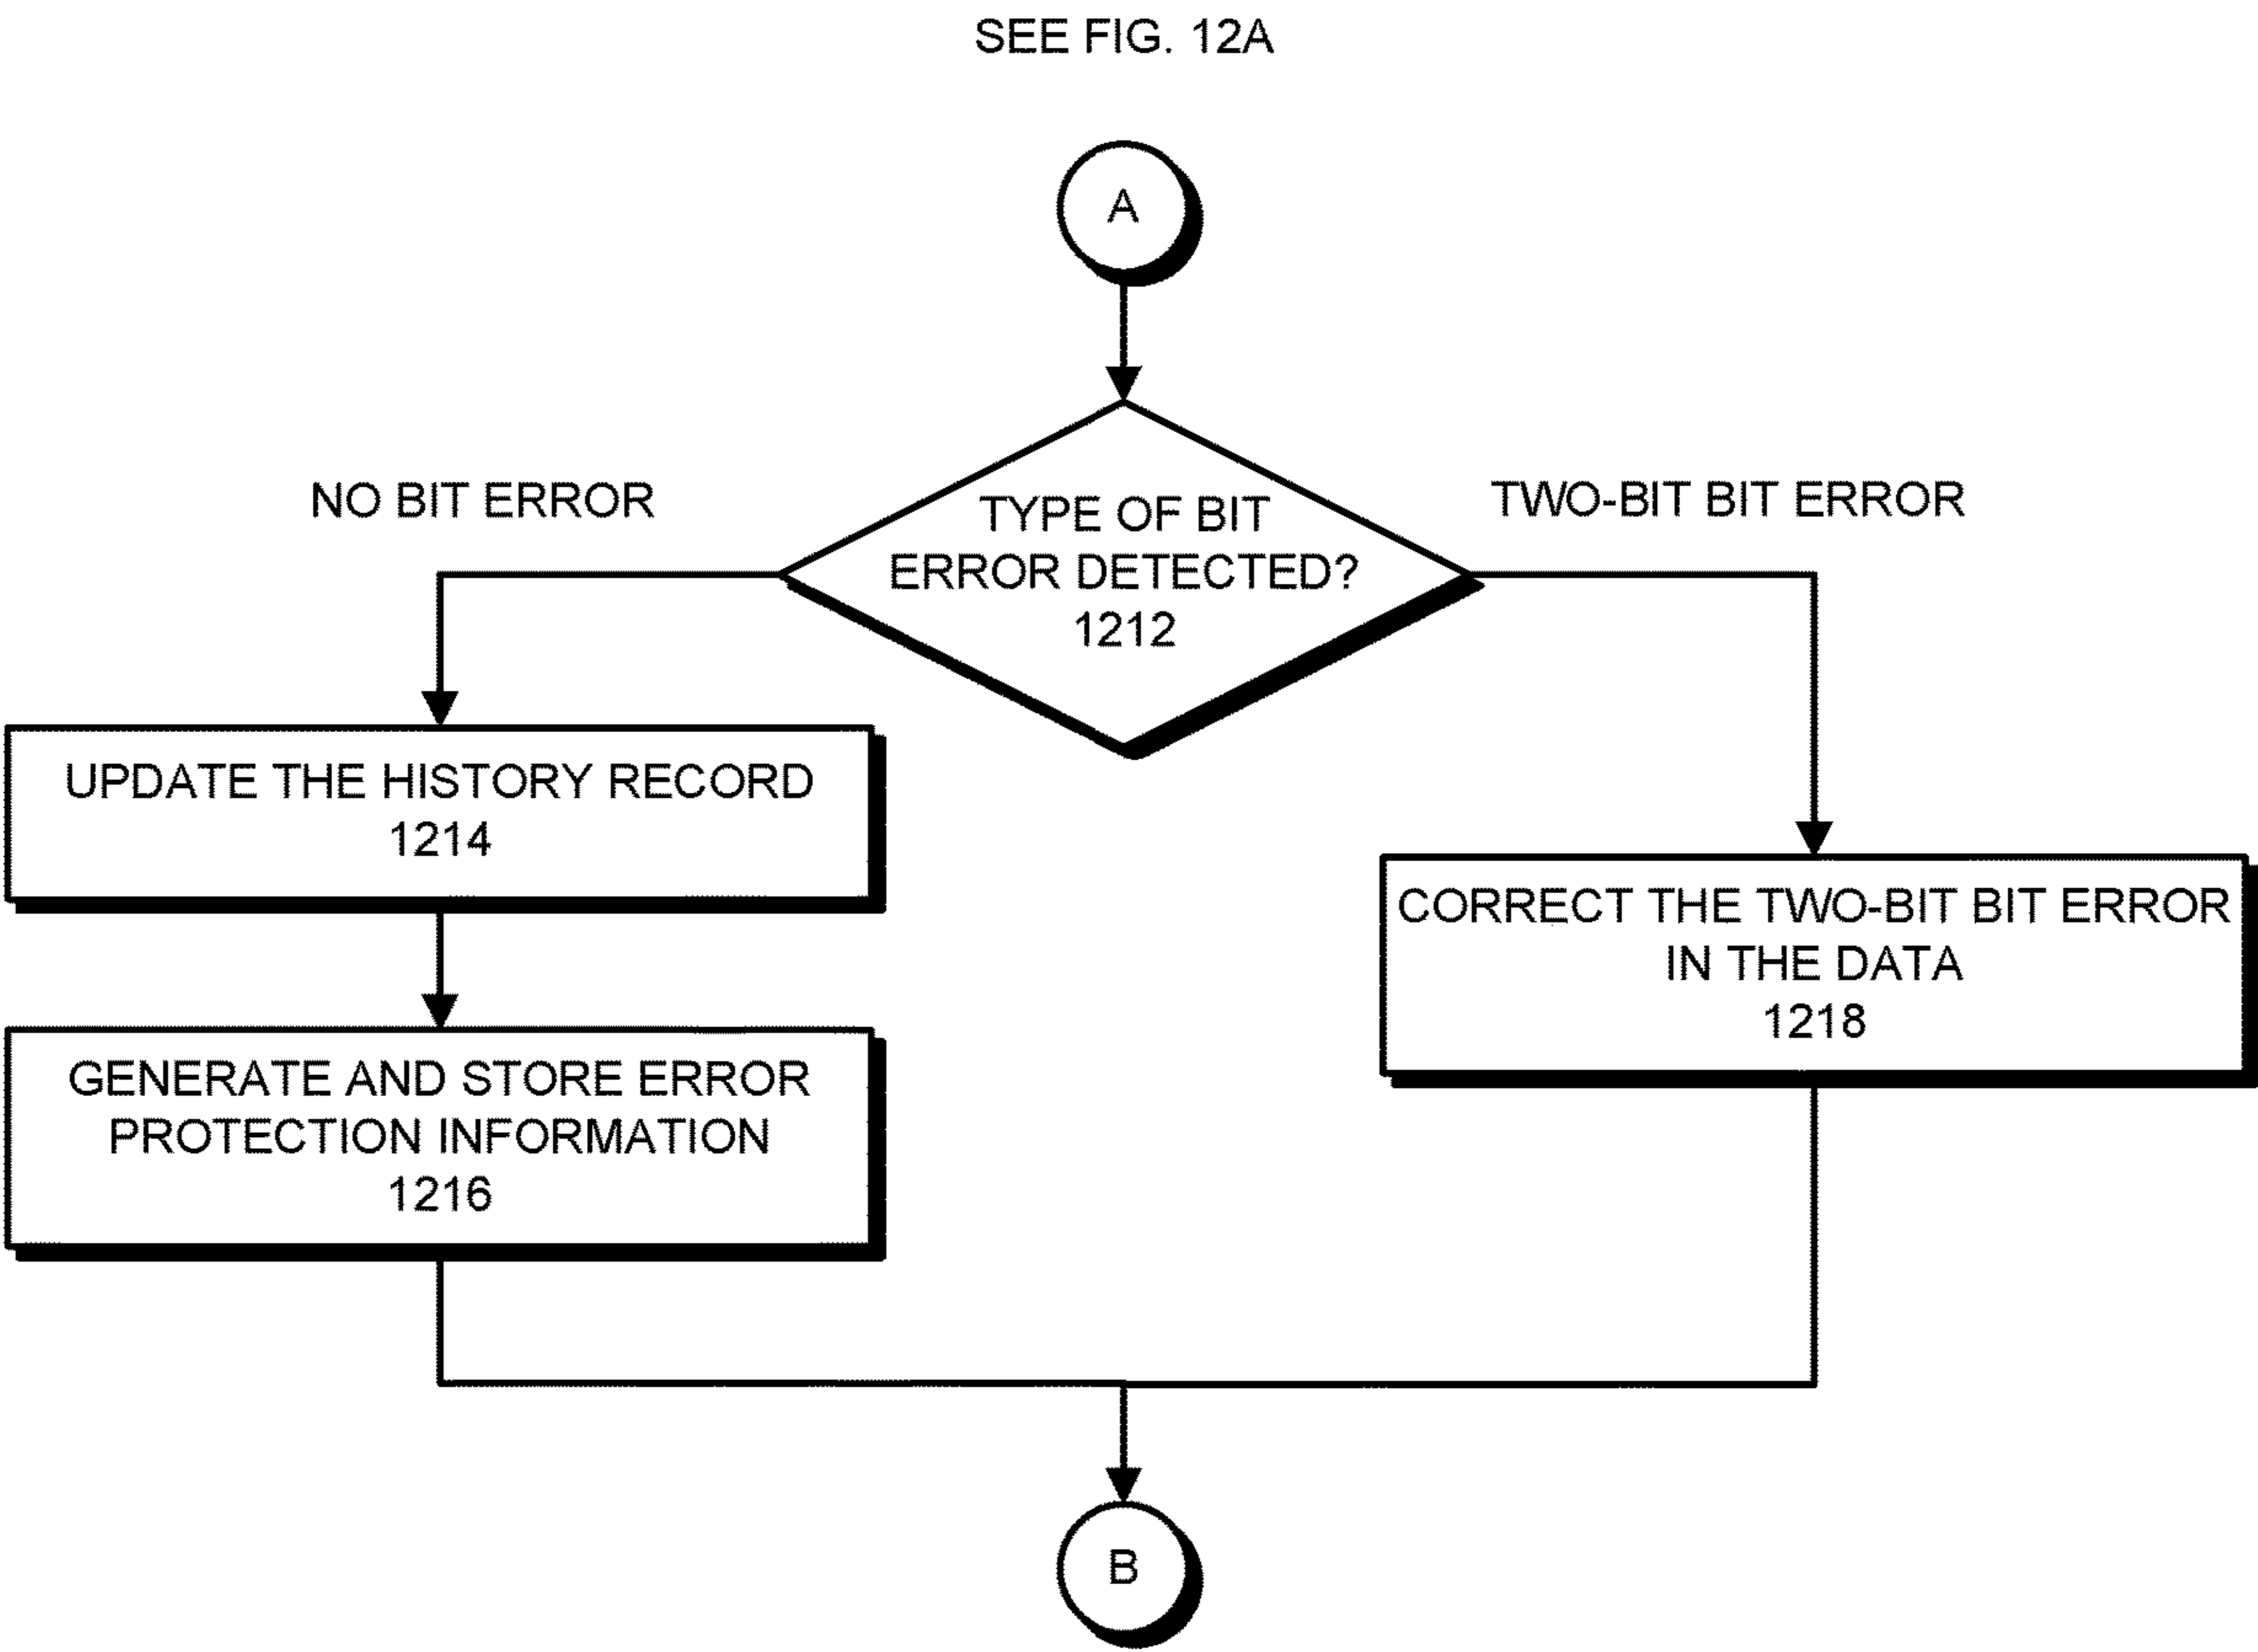 SEE FIG. 12A
A
NO BIT ERROR
TWO-BIT BIT ERROR
TYPE OF BIT
ERROR DETECTED?
1212
UPDATE THE HISTORY RECORD
1214
CORRECT THE TWO-BIT BIT ERROR
IN THE DATA
1218
GENERATE AND STORE ERROR
PROTECTION INFORMATION
1216
B